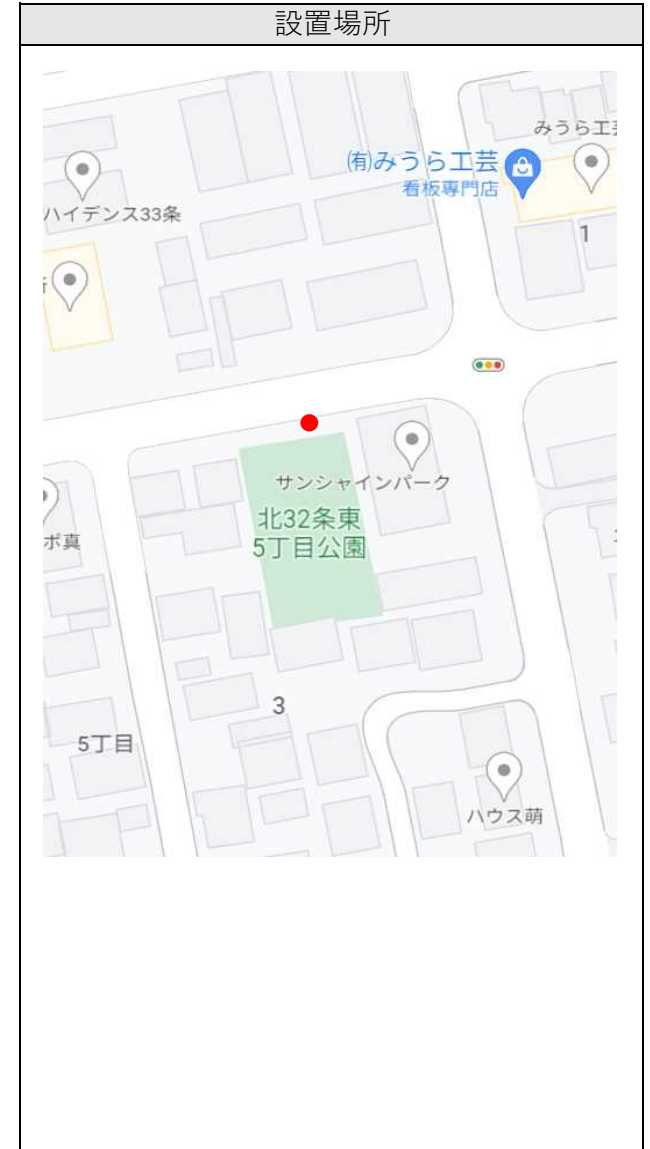 設置場所
みうら工
(有)みうら工芸
看板専門店
ハイデンス33条
1
サンシャインパーク
北32条東
5丁目公園
ポ真
3
5丁目
ハウス萌